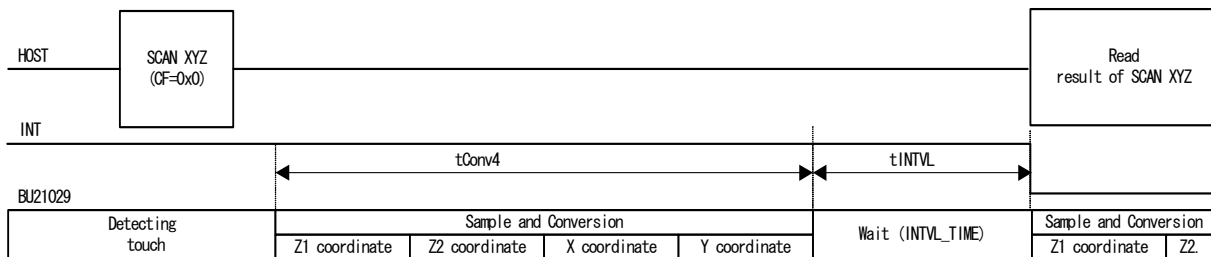 HOST
SCAN XYZ
(CF=0x0)
Read
result of SCAN XYZ
INT
tConv4
tINTVL
BU21029
Detecting
touch
Sample and Conversion
Z1 coordinate
Z2 coordinate
X coordinate
Y coordinate
Wait (INTVL_TIME)
Sample and Conversion
Z1 coordinate
Z2.